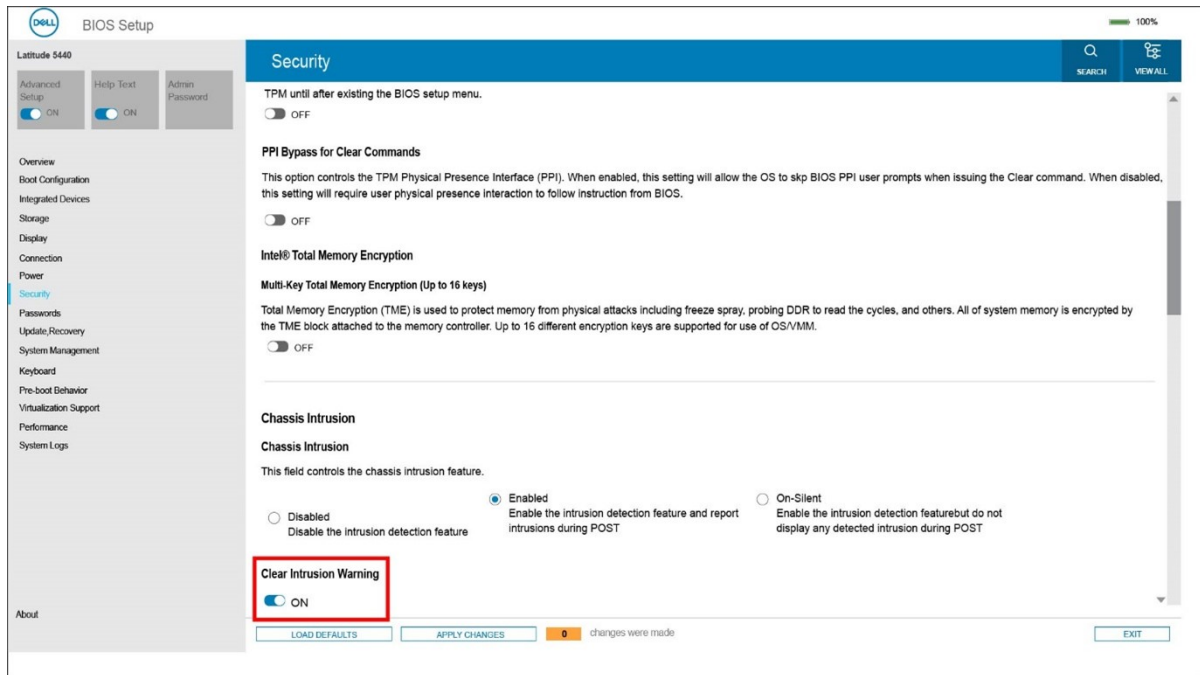 DELL
BIOS Setup
100%
Latitude 5440
Advanced Setup
ON
Help Text
ON
Admin Password
Overview
Boot Configuration
Integrated Devices
Storage
Display
Connection
Power
Security
Passwords
Update,Recovery
System Management
Keyboard
Pre-boot Behavior
Virtualization Support
Performance
System Logs
About
Security
SEARCH
VIEW ALL
TPM until after existing the BIOS setup menu.
OFF
PPI Bypass for Clear Commands
This option controls the TPM Physical Presence Interface (PPI). When enabled, this setting will allow the OS to skp BIOS PPI user prompts when issuing the Clear command. When disabled,
this setting will require user physical presence interaction to follow instruction from BIOS.
OFF
Intel® Total Memory Encryption
Multi-Key Total Memory Encryption (Up to 16 keys)
Total Memory Encryption (TME) is used to protect memory from physical attacks including freeze spray, probing DDR to read the cycles, and others. All of system memory is encrypted by
the TME block attached to the memory controller. Up to 16 different encryption keys are supported for use of OS/VMM.
OFF
Chassis Intrusion
Chassis Intrusion
This field controls the chassis intrusion feature.
Disabled
Disable the intrusion detection feature
Enabled
Enable the intrusion detection feature and report
intrusions during POST
On-Silent
Enable the intrusion detection featurebut do not
display any detected intrusion during POST
Clear Intrusion Warning
ON
LOAD DEFAULTS
APPLY CHANGES
0 changes were made
EXIT